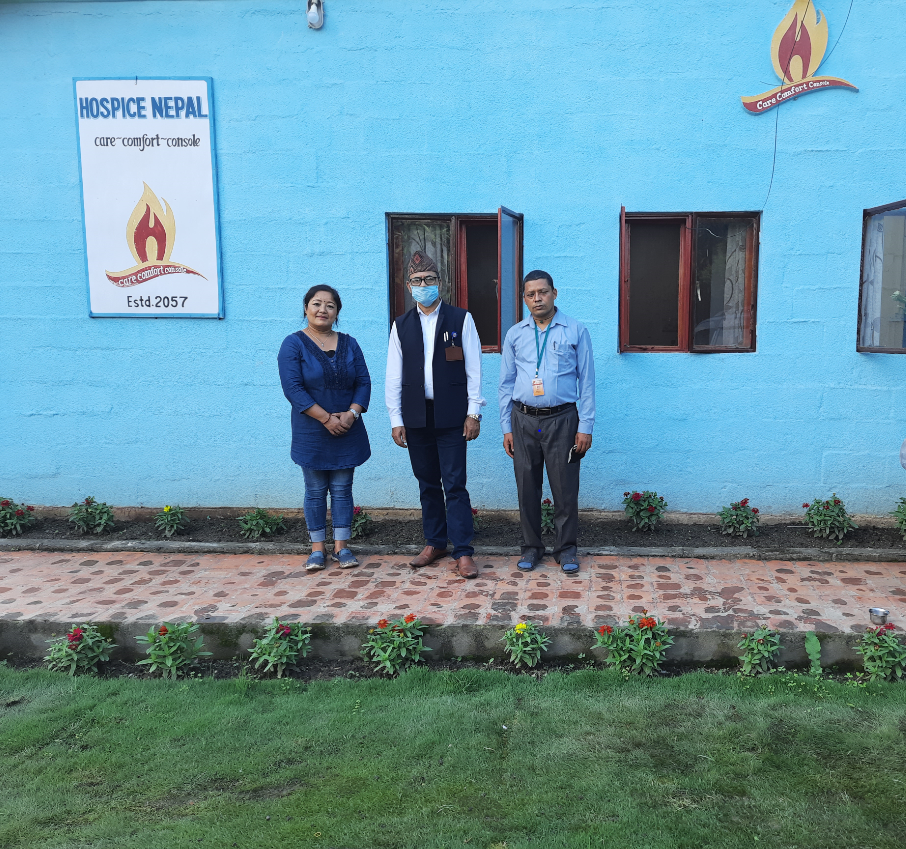 HOSPICE NEPAL
care~comfort~console
care comfort console
Estd.2057
Care Comfort Console